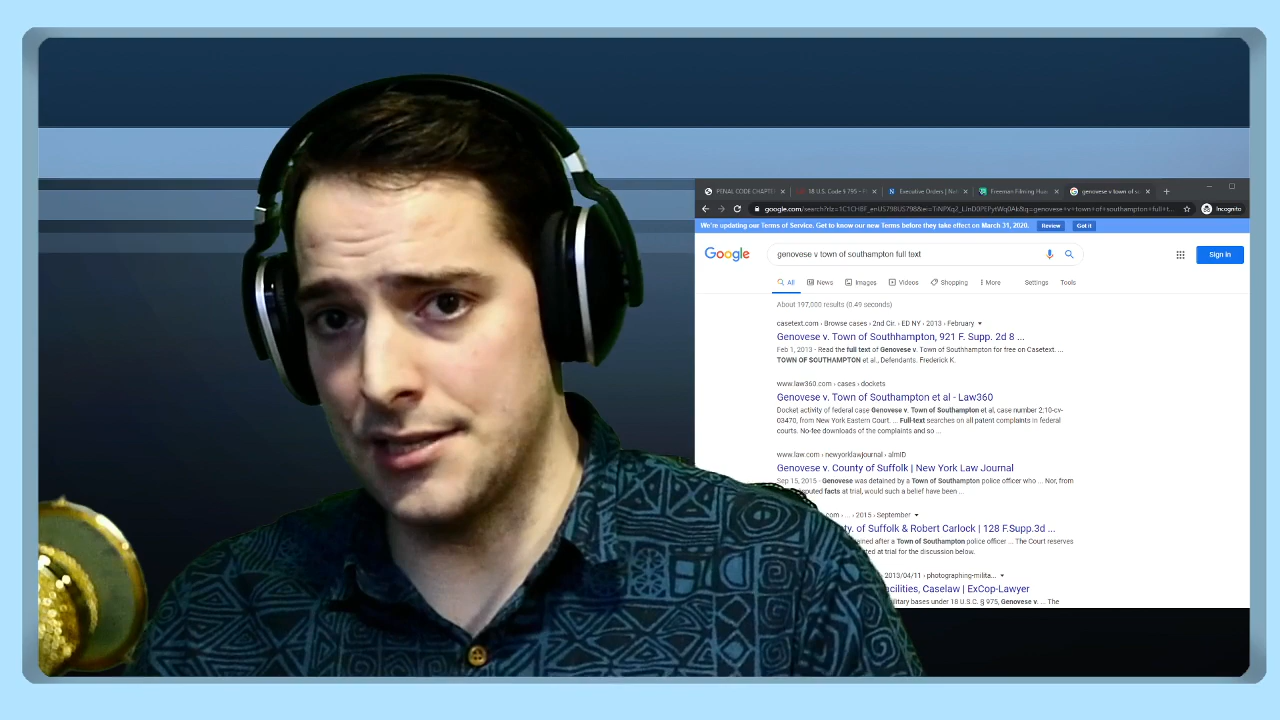 PENAL CODE CHAPTE
18 U.S. Code § 795 -
Executive Orders | Nati
Freeman Filming Hun
genovese v town of so
Incognito
We're updating our Terms of Service. Get to know our new Terms before they take effect on March 31, 2020.
Review
Got it
Google
genovese v town of southampton full text
Sign in
All
News
Images
Videos
Shopping
More
Settings
Tools
About 197,000 results (0.49 seconds)
casetext.com › Browse cases › 2nd Cir. › ED NY › 2013 › February
Genovese v. Town of Southhampton, 921 F. Supp. 2d 8 ...
Feb 1, 2013 - Read the full text of Genovese v. Town of Southhampton for free on Casetext. ...
TOWN OF SOUTHAMPTON et al., Defendants. Frederick K.
www.law360.com › cases › dockets
Genovese v. Town of Southampton et al - Law360
Docket activity of federal case Genovese v. Town of Southampton et al, case number 2:10-cv-
03470, from New York Eastern Court. ... Full-text searches on all patent complaints in federal
courts. No-fee downloads of the complaints and so ...
www.law.com › newyorklawjournal › almID
Genovese v. County of Suffolk | New York Law Journal
Sep 15, 2015 - Genovese was detained by a Town of Southampton police officer who ... Nor, from
puted facts at trial, would such a belief have been ...
com › ... › 2015 › September
ty. of Suffolk & Robert Carlock | 128 F.Supp.3d ...
ined after a Town of Southampton police officer ... The Court reserves
ted at trial for the discussion below.
2013/04/11 › photographing-milita...
acilities, Caselaw | ExCop-Lawyer
ilitary bases under 18 U.S.C. § 975, Genovese v. ... The